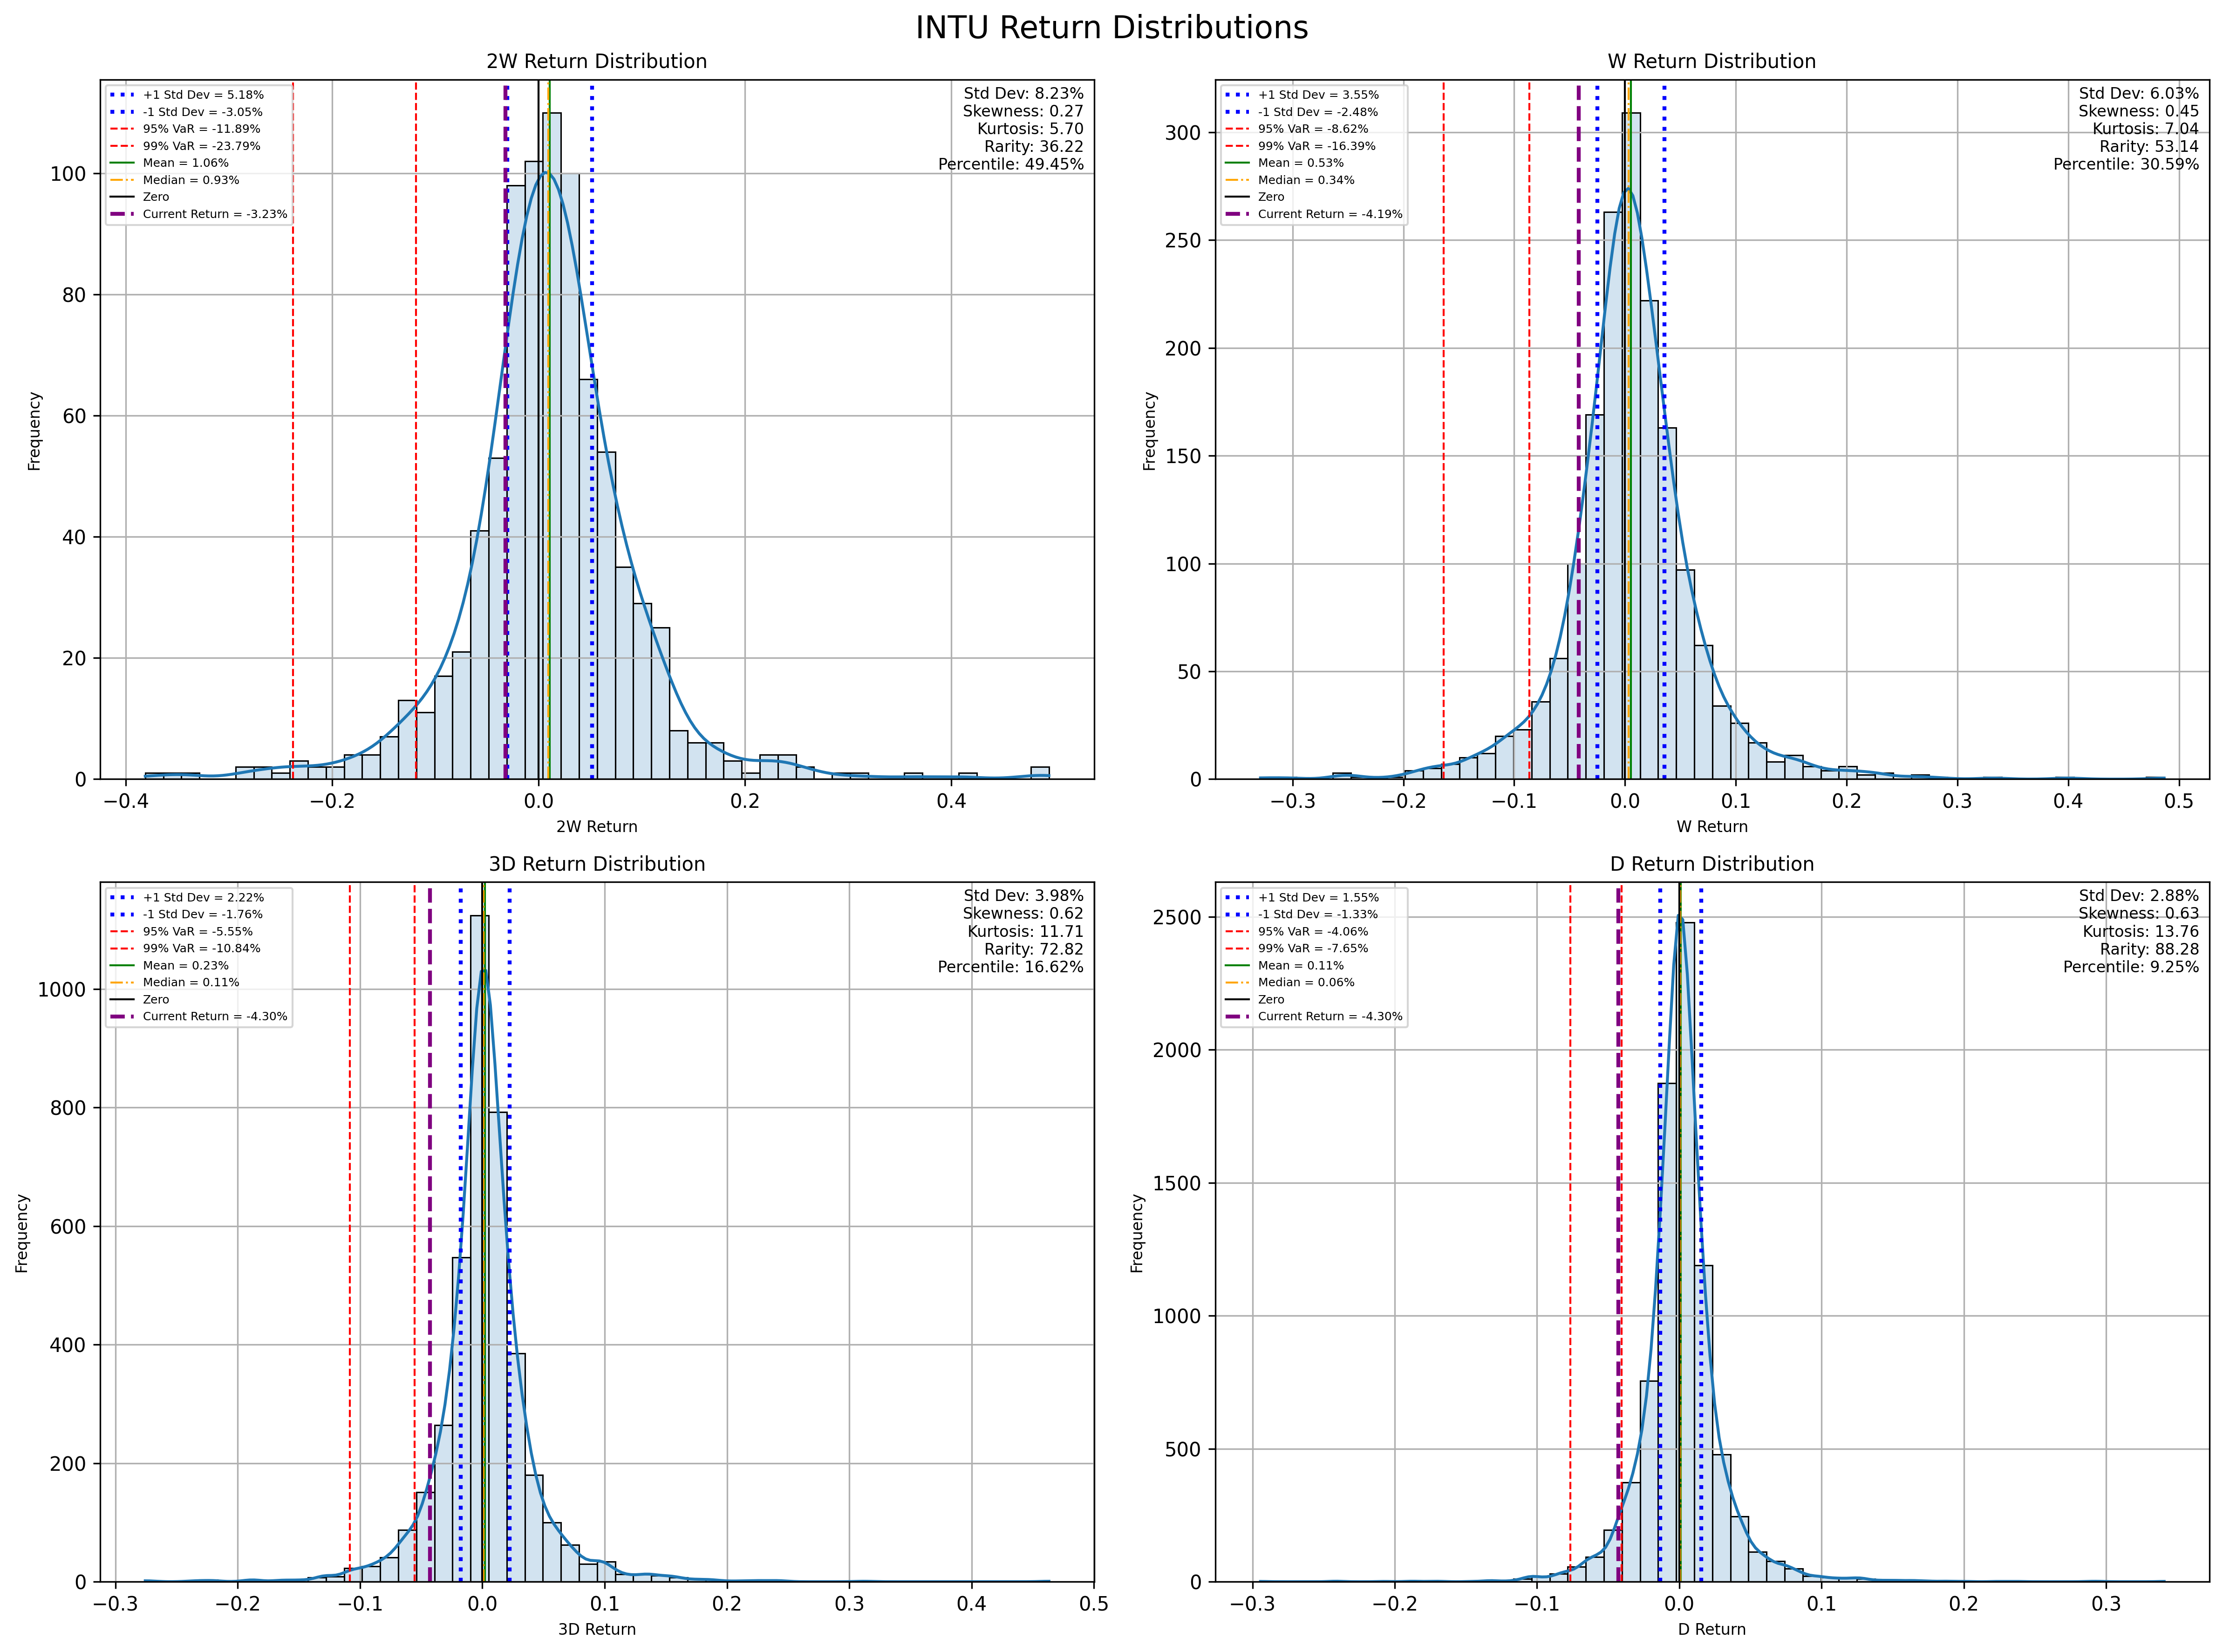 INTU Return Distributions
2W Return Distribution
+1 Std Dev = 5.18%
-1 Std Dev = -3.05%
95% VaR = -11.89%
99% VaR = -23.79%
Mean = 1.06%
Median = 0.93%
Zero
Current Return = -3.23%
Std Dev: 8.23%
Skewness: 0.27
Kurtosis: 5.70
Rarity: 36.22
Percentile: 49.45%
Frequency
100
80
60
40
20
0
−0.4 −0.2 0.0 0.2 0.4
2W Return
W Return Distribution
+1 Std Dev = 3.55%
-1 Std Dev = -2.48%
95% VaR = -8.62%
99% VaR = -16.39%
Mean = 0.53%
Median = 0.34%
Zero
Current Return = -4.19%
Std Dev: 6.03%
Skewness: 0.45
Kurtosis: 7.04
Rarity: 53.14
Percentile: 30.59%
Frequency
300
250
200
150
100
50
0
−0.3 −0.2 −0.1 0.0 0.1 0.2 0.3 0.4 0.5
W Return
3D Return Distribution
+1 Std Dev = 2.22%
-1 Std Dev = -1.76%
95% VaR = -5.55%
99% VaR = -10.84%
Mean = 0.23%
Median = 0.11%
Zero
Current Return = -4.30%
Std Dev: 3.98%
Skewness: 0.62
Kurtosis: 11.71
Rarity: 72.82
Percentile: 16.62%
Frequency
1000
800
600
400
200
0
−0.3 −0.2 −0.1 0.0 0.1 0.2 0.3 0.4 0.5
3D Return
D Return Distribution
+1 Std Dev = 1.55%
-1 Std Dev = -1.33%
95% VaR = -4.06%
99% VaR = -7.65%
Mean = 0.11%
Median = 0.06%
Zero
Current Return = -4.30%
Std Dev: 2.88%
Skewness: 0.63
Kurtosis: 13.76
Rarity: 88.28
Percentile: 9.25%
Frequency
2500
2000
1500
1000
500
0
−0.3 −0.2 −0.1 0.0 0.1 0.2 0.3
D Return